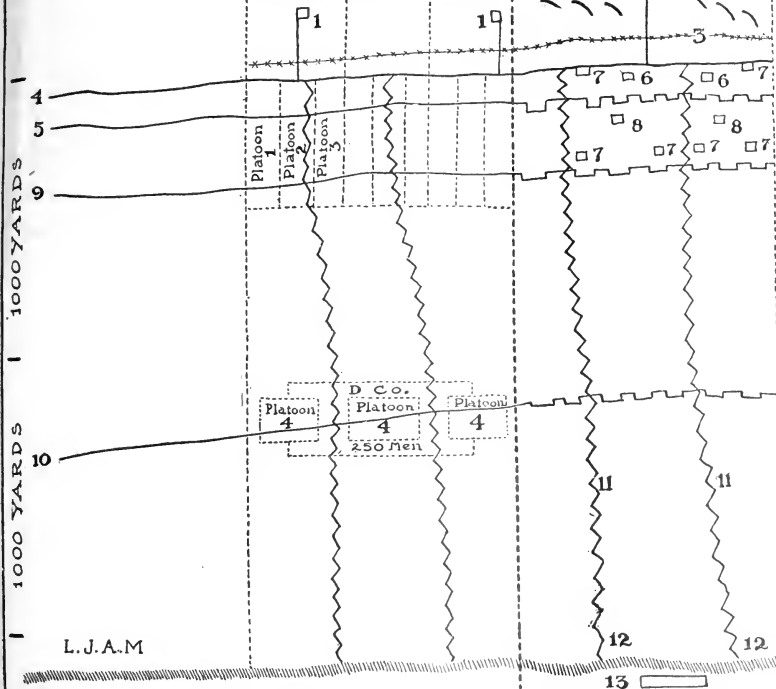 1 1
3
7 6 6 7
4
8 8
5
Platoon 1
Platoon 2
Platoon 3
7 7 7 7
9
1000 YARDS
D Co.
Platoon 4
Platoon 4
Platoon 4
250 Men
10
11 11
1000 YARDS
L.J.A.M
12 12
13